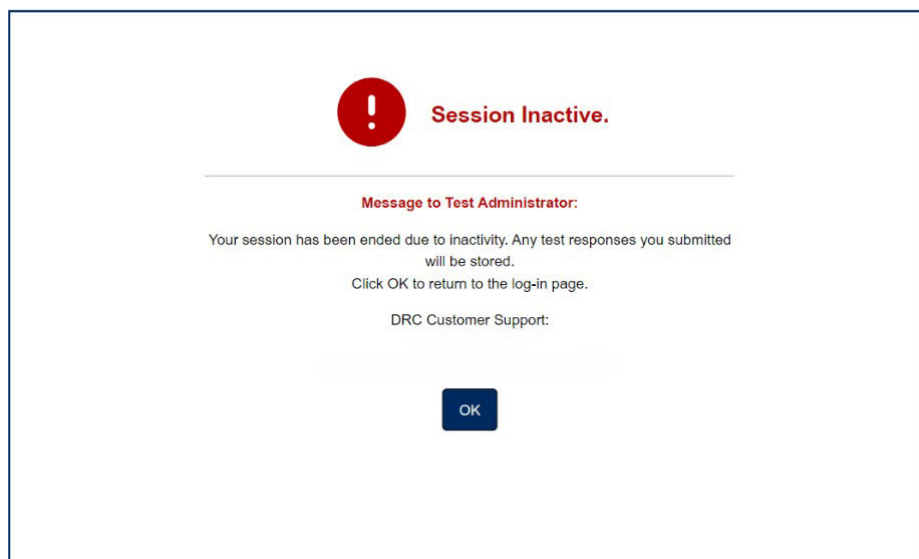 Session Inactive.
Message to Test Administrator:
Your session has been ended due to inactivity. Any test responses you submitted
will be stored.
Click OK to return to the log-in page.
DRC Customer Support:
OK